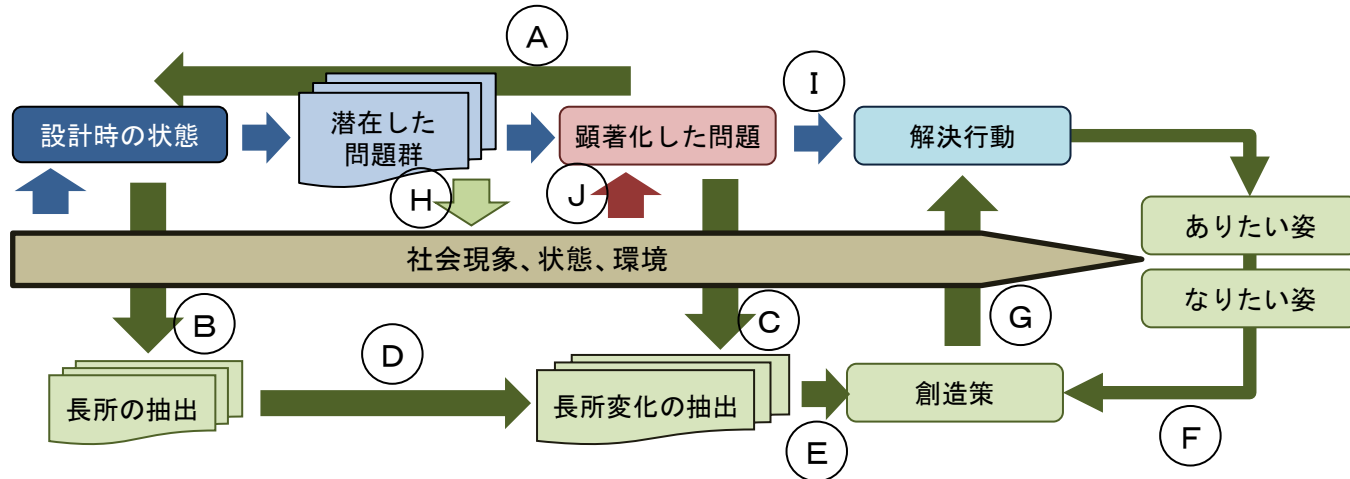 A
I
設計時の状態
潜在した
問題群
顕著化した問題
解決行動
H
J
ありたい姿
社会現象、状態、環境
なりたい姿
B
C
G
D
長所の抽出
長所変化の抽出
創造策
E
F